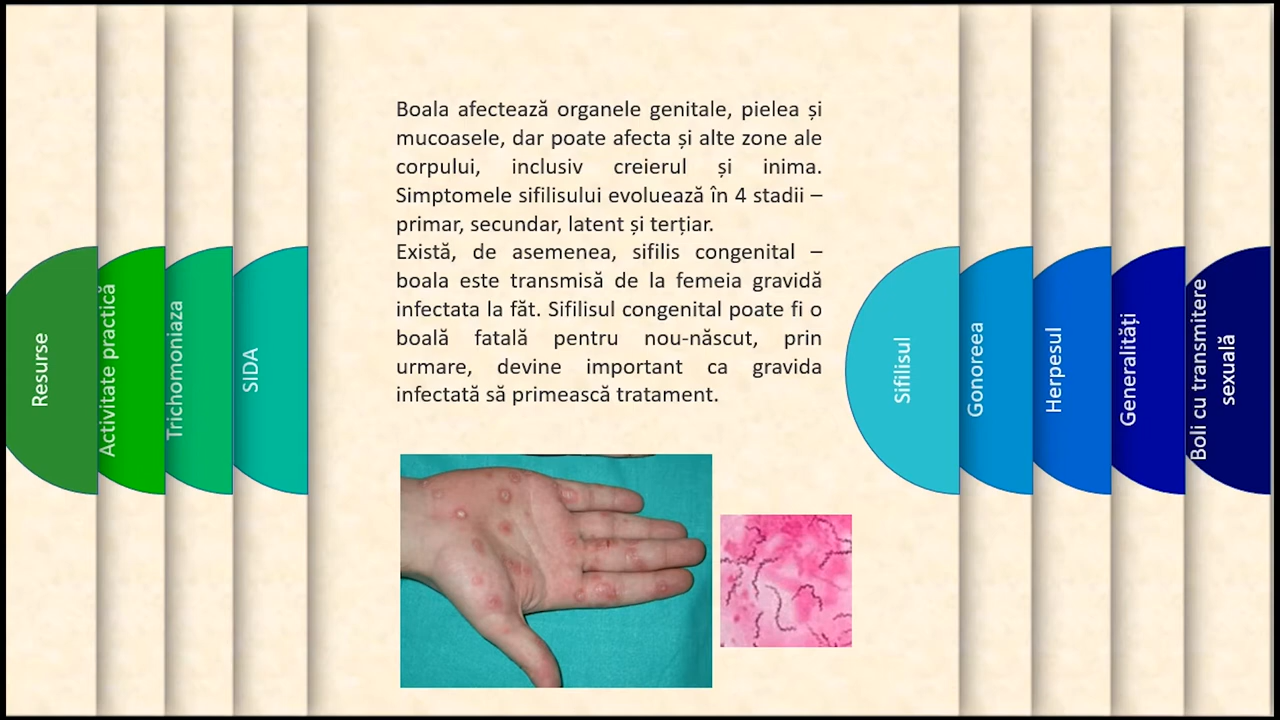 Resurse
Activitate practică
Trichomoniaza
SIDA
Boala afectează organele genitale, pielea și
mucoasele, dar poate afecta și alte zone ale
corpului, inclusiv creierul și inima.
Simptomele sifilisului evoluează în 4 stadii –
primar, secundar, latent și terțiar.
Există, de asemenea, sifilis congenital –
boala este transmisă de la femeia gravidă
infectata la făt. Sifilisul congenital poate fi o
boală fatală pentru nou-născut, prin
urmare, devine important ca gravida
infectată să primească tratament.
Sifilisul
Gonoreea
Herpesul
Generalități
Boli cu transmitere
sexuală